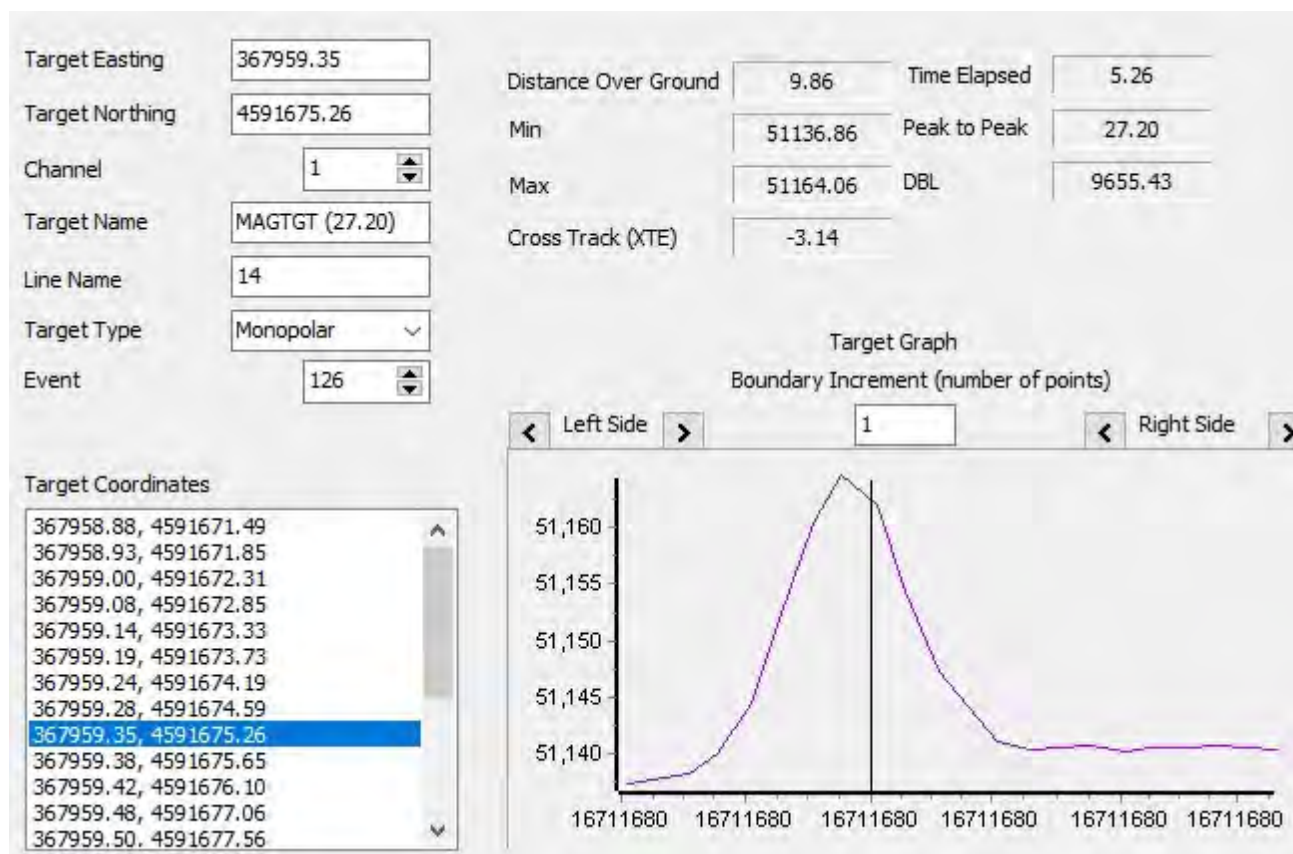 Target Easting 367959.35
Target Northing 4591675.26
Channel 1
Target Name MAGTGT (27.20)
Line Name 14
Target Type Monopolar
Event 126
Distance Over Ground 9.86 Time Elapsed 5.26
Min 51136.86 Peak to Peak 27.20
Max 51164.06 DBL 9655.43
Cross Track (XTE) -3.14
Target Coordinates
367958.88, 4591671.49
367958.93, 4591671.85
367959.00, 4591672.31
367959.08, 4591672.85
367959.14, 4591673.33
367959.19, 4591673.73
367959.24, 4591674.19
367959.28, 4591674.59
367959.35, 4591675.26
367959.38, 4591675.65
367959.42, 4591676.10
367959.48, 4591677.06
367959.50. 4591677.56
Target Graph
Boundary Increment (number of points)
< Left Side > 1 < Right Side >
51,160
51,155
51,150
51,145
51,140
16711680 16711680 16711680 16711680 16711680 16711680